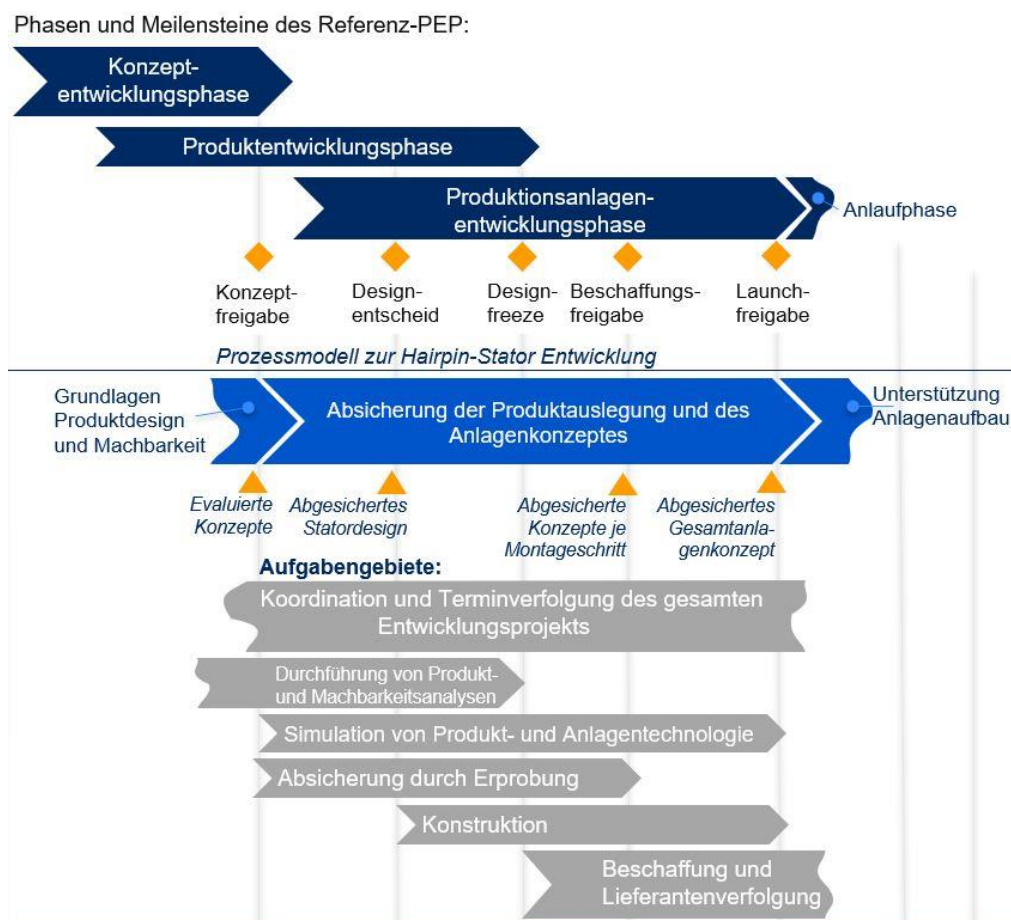 Phasen und Meilensteine des Referenz-PEP:
Konzept-
entwicklungsphase
Produktentwicklungsphase
Produktionsanlagen-
entwicklungsphase
Anlaufphase
Konzept-
freigabe
Design-
entscheid
Design-
freeze
Beschaffungs-
freigabe
Launch-
freigabe
Prozessmodell zur Hairpin-Stator Entwicklung
Grundlagen
Produktdesign
und Machbarkeit
Absicherung der Produktauslegung und des
Anlagenkonzeptes
Unterstützung
Anlagenaufbau
Evaluierte
Konzepte
Abgesichertes
Statordesign
Abgesicherte
Konzepte je
Montageschritt
Abgesichertes
Gesamtanla-
genkonzept
Aufgabengebiete:
Koordination und Terminverfolgung des gesamten
Entwicklungsprojekts
Durchführung von Produkt-
und Machbarkeitsanalysen
Simulation von Produkt- und Anlagentechnologie
Absicherung durch Erprobung
Konstruktion
Beschaffung und
Lieferantenverfolgung